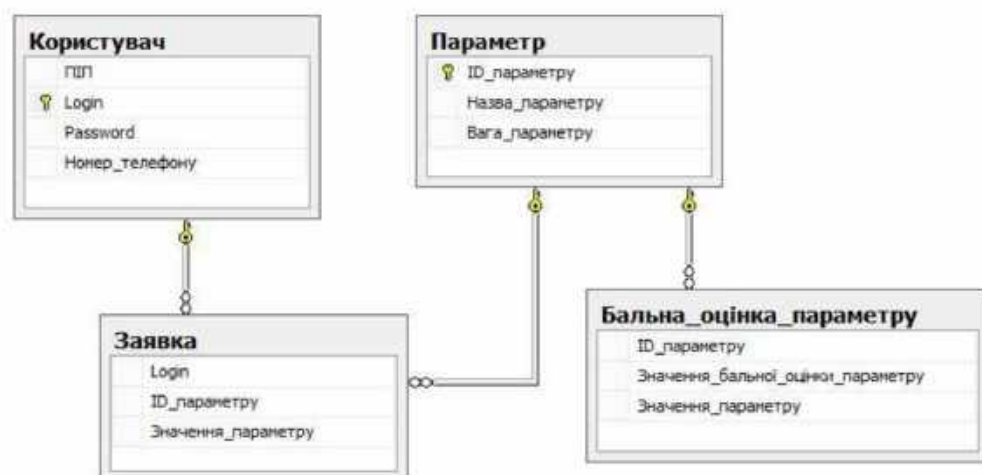 Користувач
ПІП
Login
Password
Номер_телефону
Параметр
ID_параметру
Назва_параметру
Вага_параметру
Заявка
Login
ID_параметру
Значення_параметру
Бальна_оцінка_параметру
ID_параметру
Значення_бальної_оцінки_параметру
Значення_параметру